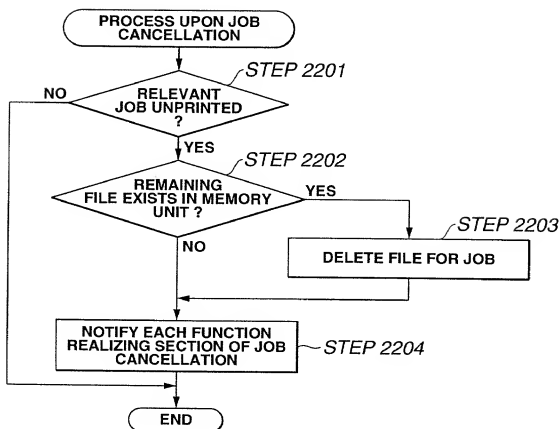 PROCESS UPON JOB
CANCELLATION
STEP 2201
NO
RELEVANT
JOB UNPRINTED
?
YES
STEP 2202
REMAINING
FILE EXISTS IN MEMORY
UNIT ?
YES
STEP 2203
NO
DELETE FILE FOR JOB
NOTIFY EACH FUNCTION
REALIZING SECTION OF JOB
CANCELLATION
STEP 2204
END